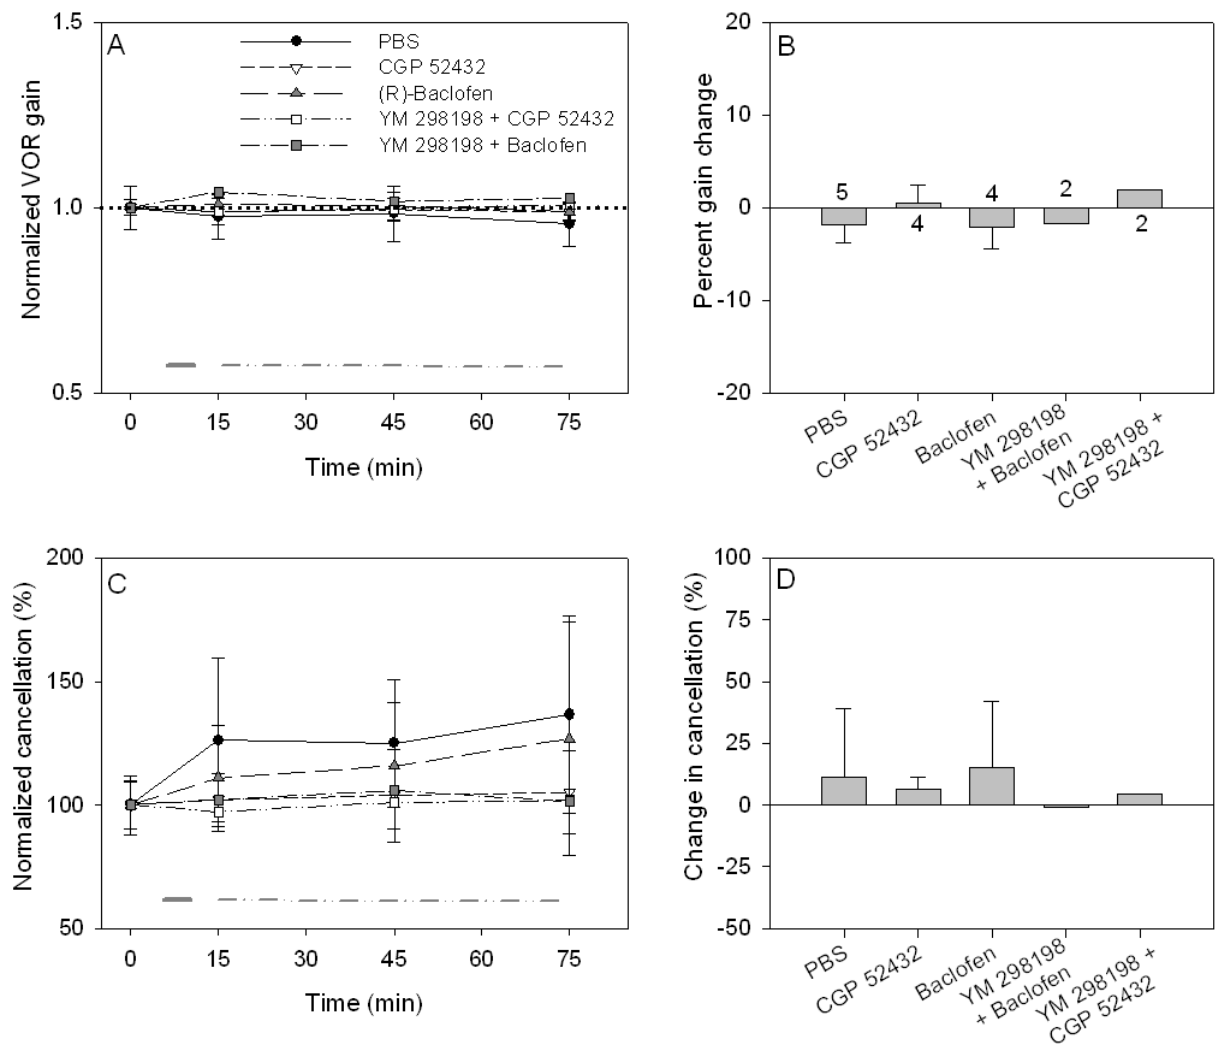 A
1.5
1.0
0.5
Normalized VOR gain
PBS
CGP 52432
(R)-Baclofen
YM 298198 + CGP 52432
YM 298198 + Baclofen
0 15 30 45 60 75
Time (min)
B
20
10
0
-10
-20
Percent gain change
5 4 4 2 2
PBS
CGP 52432
Baclofen
YM 298198
+ Baclofen
YM 298198 +
CGP 52432
C
200
150
100
50
Normalized cancellation (%)
0 15 30 45 60 75
Time (min)
D
100
75
50
25
0
-25
-50
Change in cancellation (%)
PBS
CGP 52432
Baclofen
YM 298198
+ Baclofen
YM 298198 +
CGP 52432